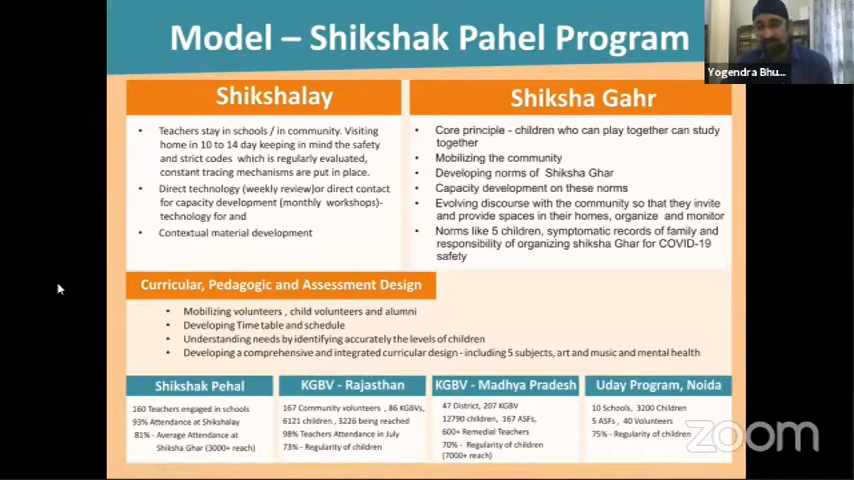 Model – Shikshak Pahel Program
Yogendra Bhu...
Shikshalay
Teachers stay in schools / in community. Visiting
home in 10 to 14 day keeping in mind the safety
and strict codes which is regularly evaluated,
constant tracing mechanisms are put in place.
Direct technology (weekly review)or direct contact
for capacity development (monthly workshops)-
technology for and
Contextual material development
Shiksha Gahr
Core principle - children who can play together can study
together
Mobilizing the community
Developing norms of Shiksha Ghar
Capacity development on these norms
Evolving discourse with the community so that they invite
and provide spaces in their homes, organize and monitor
Norms like 5 children, symptomatic records of family and
responsibility of organizing shiksha Ghar for COVID-19
safety
Curricular, Pedagogic and Assessment Design
Mobilizing volunteers , child volunteers and alumni
Developing Time table and schedule
Understanding needs by identifying accurately the levels of children
Developing a comprehensive and integrated curricular design - including 5 subjects, art and music and mental health
Shikshak Pehal
160 Teachers engaged in schools
93% Attendance at Shikshalay
81% - Average Attendance at
Shiksha Ghar (3000+ reach)
KGBV - Rajasthan
167 Community volunteers , 86 KGBVs,
6121 children , 3226 being reached
98% Teachers Attendance in July
73% - Regularity of children
KGBV - Madhya Pradesh
47 District, 207 KGBV
12790 children, 167 ASFs,
600+ Remedial Teachers
70% - Regularity of children
(7000+ reach)
Uday Program, Noida
10 Schools, 3200 Children
5 ASFs , 40 Volunteers
75% - Regularity of children
zoom